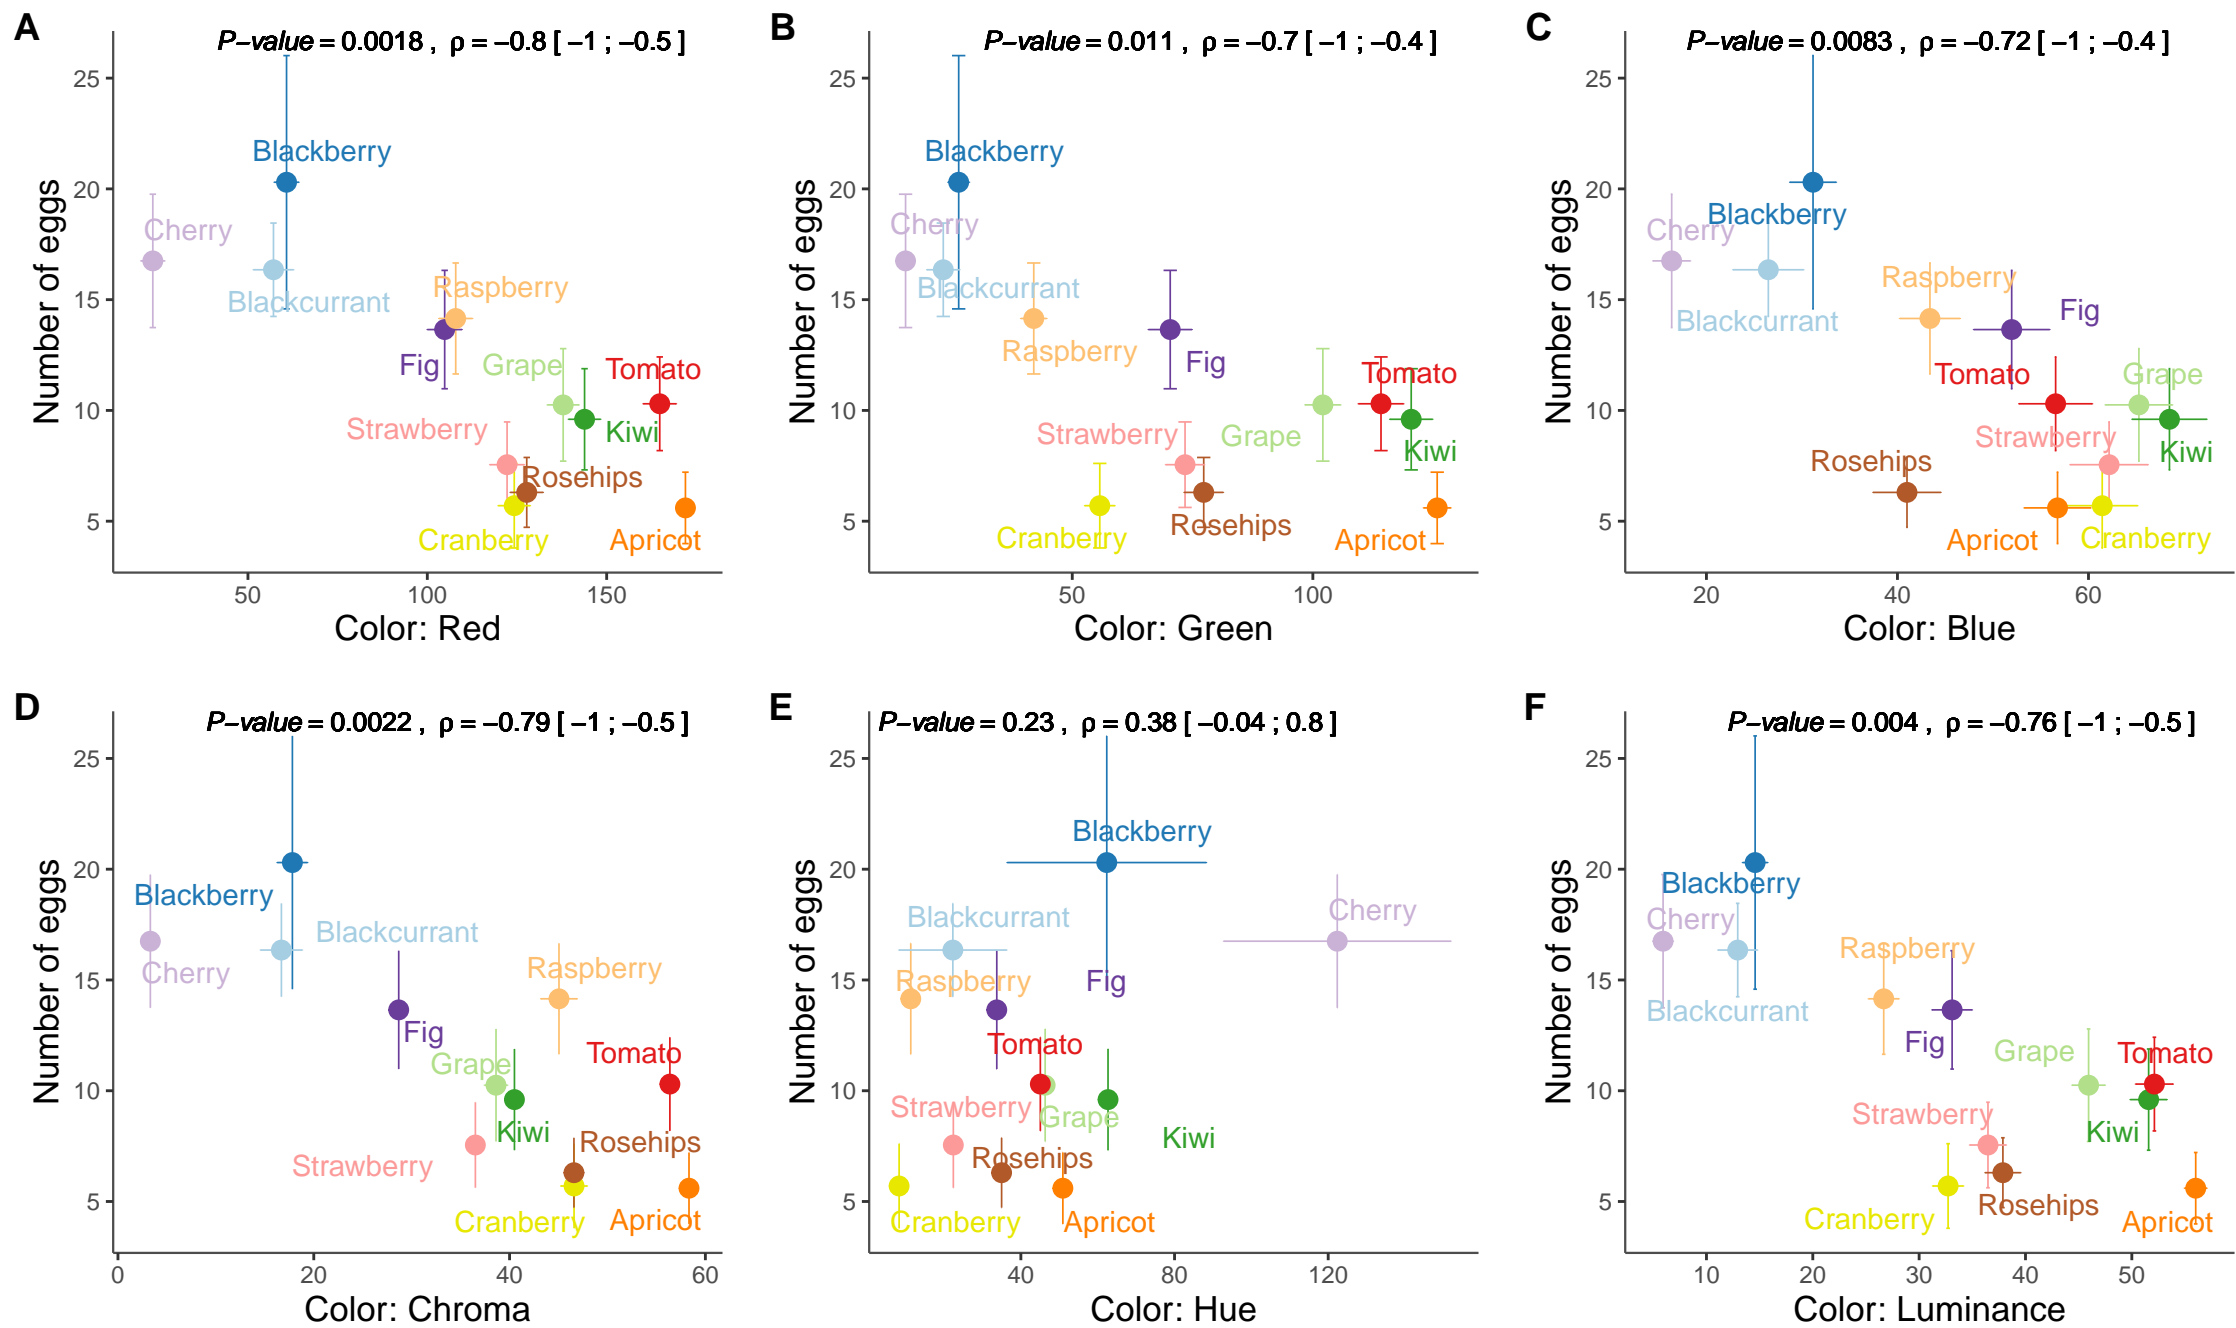 A
P−value = 0.0018 , ρ = −0.8 [ −1 ; −0.5 ]
Number of eggs
25
20
15
10
5
Blackberry
Cherry
Blackcurrant
Raspberry
Fig
Grape
Tomato
Strawberry
Kiwi
Rosehips
Cranberry
Apricot
50
100
150
Color: Red
B
P−value = 0.011 , ρ = −0.7 [ −1 ; −0.4 ]
Number of eggs
25
20
15
10
5
Blackberry
Cherry
Blackcurrant
Raspberry
Fig
Tomato
Strawberry
Grape
Kiwi
Rosehips
Cranberry
Apricot
50
100
Color: Green
C
P−value = 0.0083 , ρ = −0.72 [ −1 ; −0.4 ]
Number of eggs
25
20
15
10
5
Blackberry
Cherry
Raspberry
Fig
Blackcurrant
Tomato
Grape
Strawberry
Kiwi
Rosehips
Apricot
Cranberry
20
40
60
Color: Blue
D
P−value = 0.0022 , ρ = −0.79 [ −1 ; −0.5 ]
Number of eggs
25
20
15
10
5
Blackberry
Blackcurrant
Cherry
Raspberry
Fig
Tomato
Grape
Kiwi
Rosehips
Strawberry
Cranberry
Apricot
0
20
40
60
Color: Chroma
E
P−value = 0.23 , ρ = 0.38 [ −0.04 ; 0.8 ]
Number of eggs
25
20
15
10
5
Blackberry
Cherry
Blackcurrant
Raspberry
Fig
Tomato
Strawberry
Grape
Kiwi
Rosehips
Cranberry
Apricot
40
80
120
Color: Hue
F
P−value = 0.004 , ρ = −0.76 [ −1 ; −0.5 ]
Number of eggs
25
20
15
10
5
Blackberry
Cherry
Raspberry
Blackcurrant
Fig
Grape
Tomato
Strawberry
Kiwi
Rosehips
Cranberry
Apricot
10
20
30
40
50
Color: Luminance